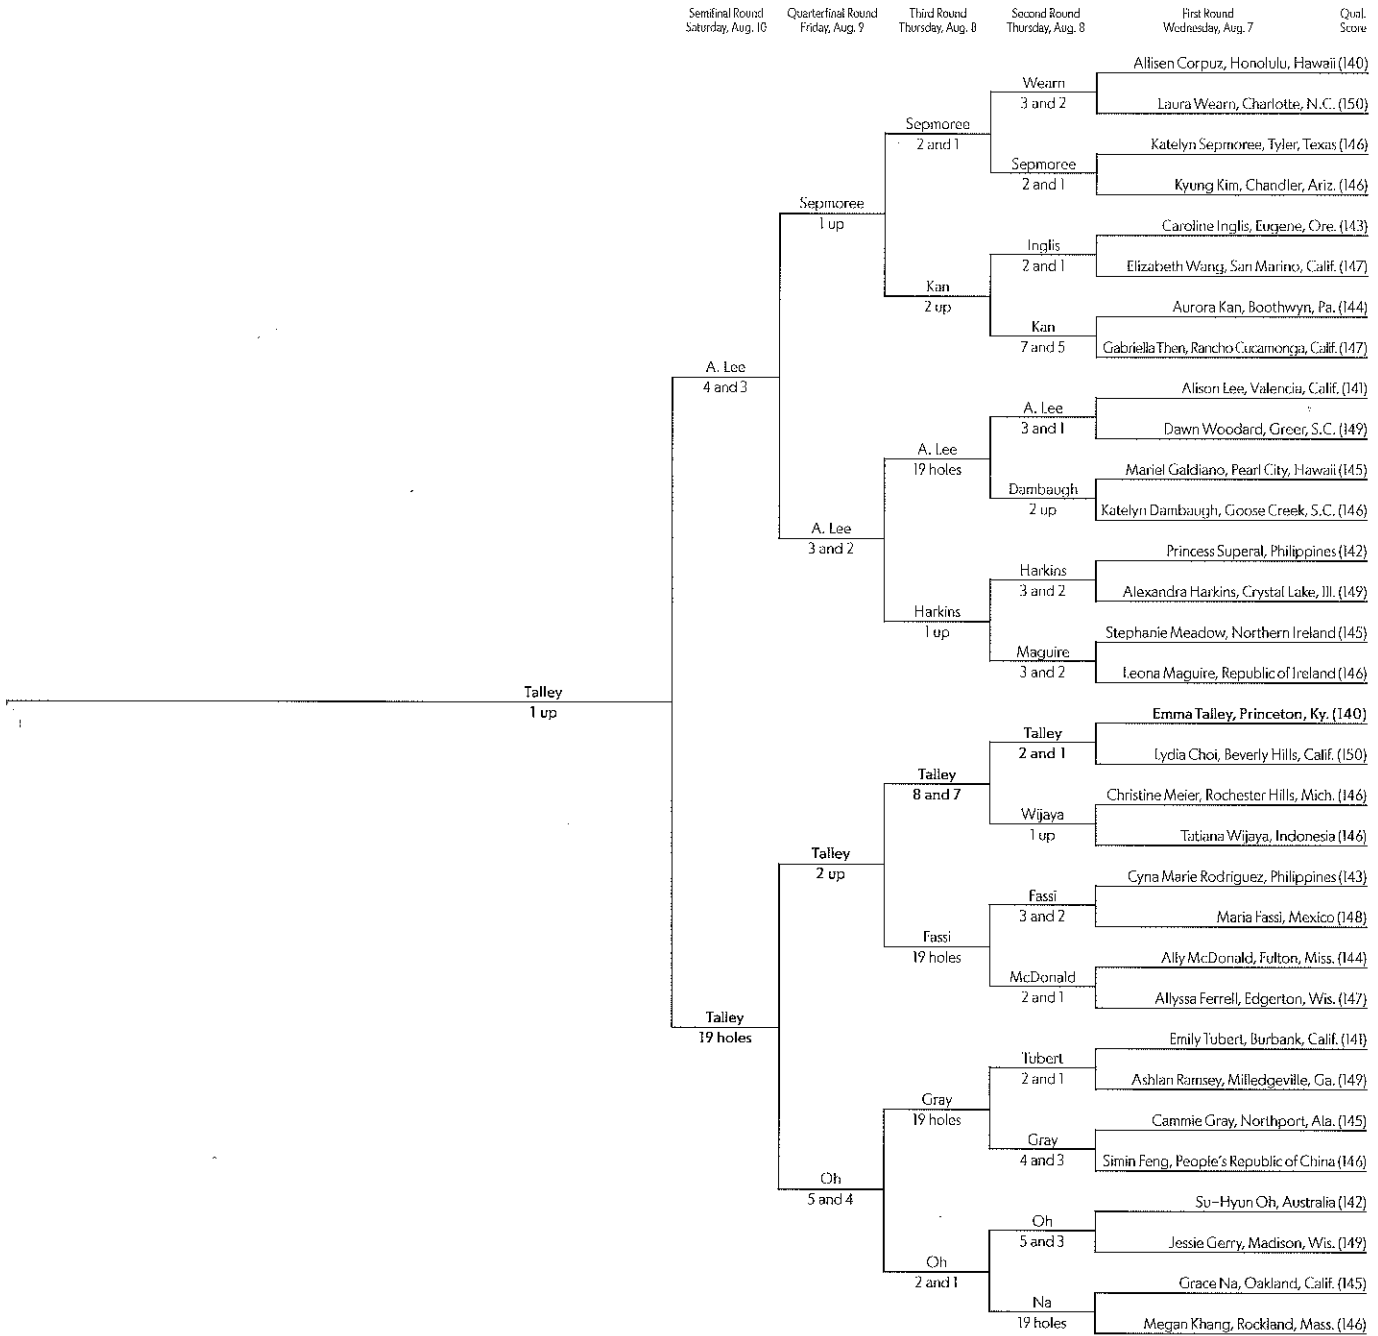 Semifinal Round
Saturday, Aug. 10
Quarterfinal Round
Friday, Aug. 9
Third Round
Thursday, Aug. 8
Second Round
Thursday, Aug. 8
First Round
Wednesday, Aug. 7
Qual.
Score
Allisen Corpuz, Honolulu, Hawaii (140)
Wearn
3 and 2
Laura Wearn, Charlotte, N.C. (150)
Sepmoree
2 and 1
Katelyn Sepmoree, Tyler, Texas (146)
Sepmoree
2 and 1
Kyung Kim, Chandler, Ariz. (146)
Sepmoree
1 up
Caroline Inglis, Eugene, Ore. (143)
Inglis
2 and 1
Elizabeth Wang, San Marino, Calif. (147)
Kan
2 up
Aurora Kan, Boothwyn, Pa. (144)
Kan
7 and 5
Gabriella Then, Rancho Cucamonga, Calif. (147)
A. Lee
4 and 3
Alison Lee, Valencia, Calif. (141)
A. Lee
3 and 1
Dawn Woodard, Greer, S.C. (149)
A. Lee
19 holes
Mariel Galdiano, Pearl City, Hawaii (145)
Dambaugh
2 up
Katelyn Dambaugh, Goose Creek, S.C. (146)
A. Lee
3 and 2
Princess Superal, Philippines (142)
Harkins
3 and 2
Alexandra Harkins, Crystal Lake, Ill. (149)
Harkins
1 up
Stephanie Meadow, Northern Ireland (145)
Maguire
3 and 2
Leona Maguire, Republic of Ireland (146)
Talley
1 up
Emma Talley, Princeton, Ky. (140)
Talley
2 and 1
Lydia Choi, Beverly Hills, Calif. (150)
Talley
8 and 7
Christine Meier, Rochester Hills, Mich. (146)
Wijaya
1 up
Tatiana Wijaya, Indonesia (146)
Talley
2 up
Cyna Marie Rodriguez, Philippines (143)
Fassi
3 and 2
Maria Fassi, Mexico (148)
Fassi
19 holes
Ally McDonald, Fulton, Miss. (144)
McDonald
2 and 1
Allyssa Ferrell, Edgerton, Wis. (147)
Talley
19 holes
Emily Tubert, Burbank, Calif. (141)
Tubert
2 and 1
Ashlan Ramsey, Milledgeville, Ga. (149)
Gray
19 holes
Cammie Gray, Northport, Ala. (145)
Gray
4 and 3
Simin Feng, People's Republic of China (146)
Oh
5 and 4
Su-Hyun Oh, Australia (142)
Oh
5 and 3
Jessie Gerry, Madison, Wis. (149)
Oh
2 and 1
Grace Na, Oakland, Calif. (145)
Na
19 holes
Megan Khang, Rockland, Mass. (146)